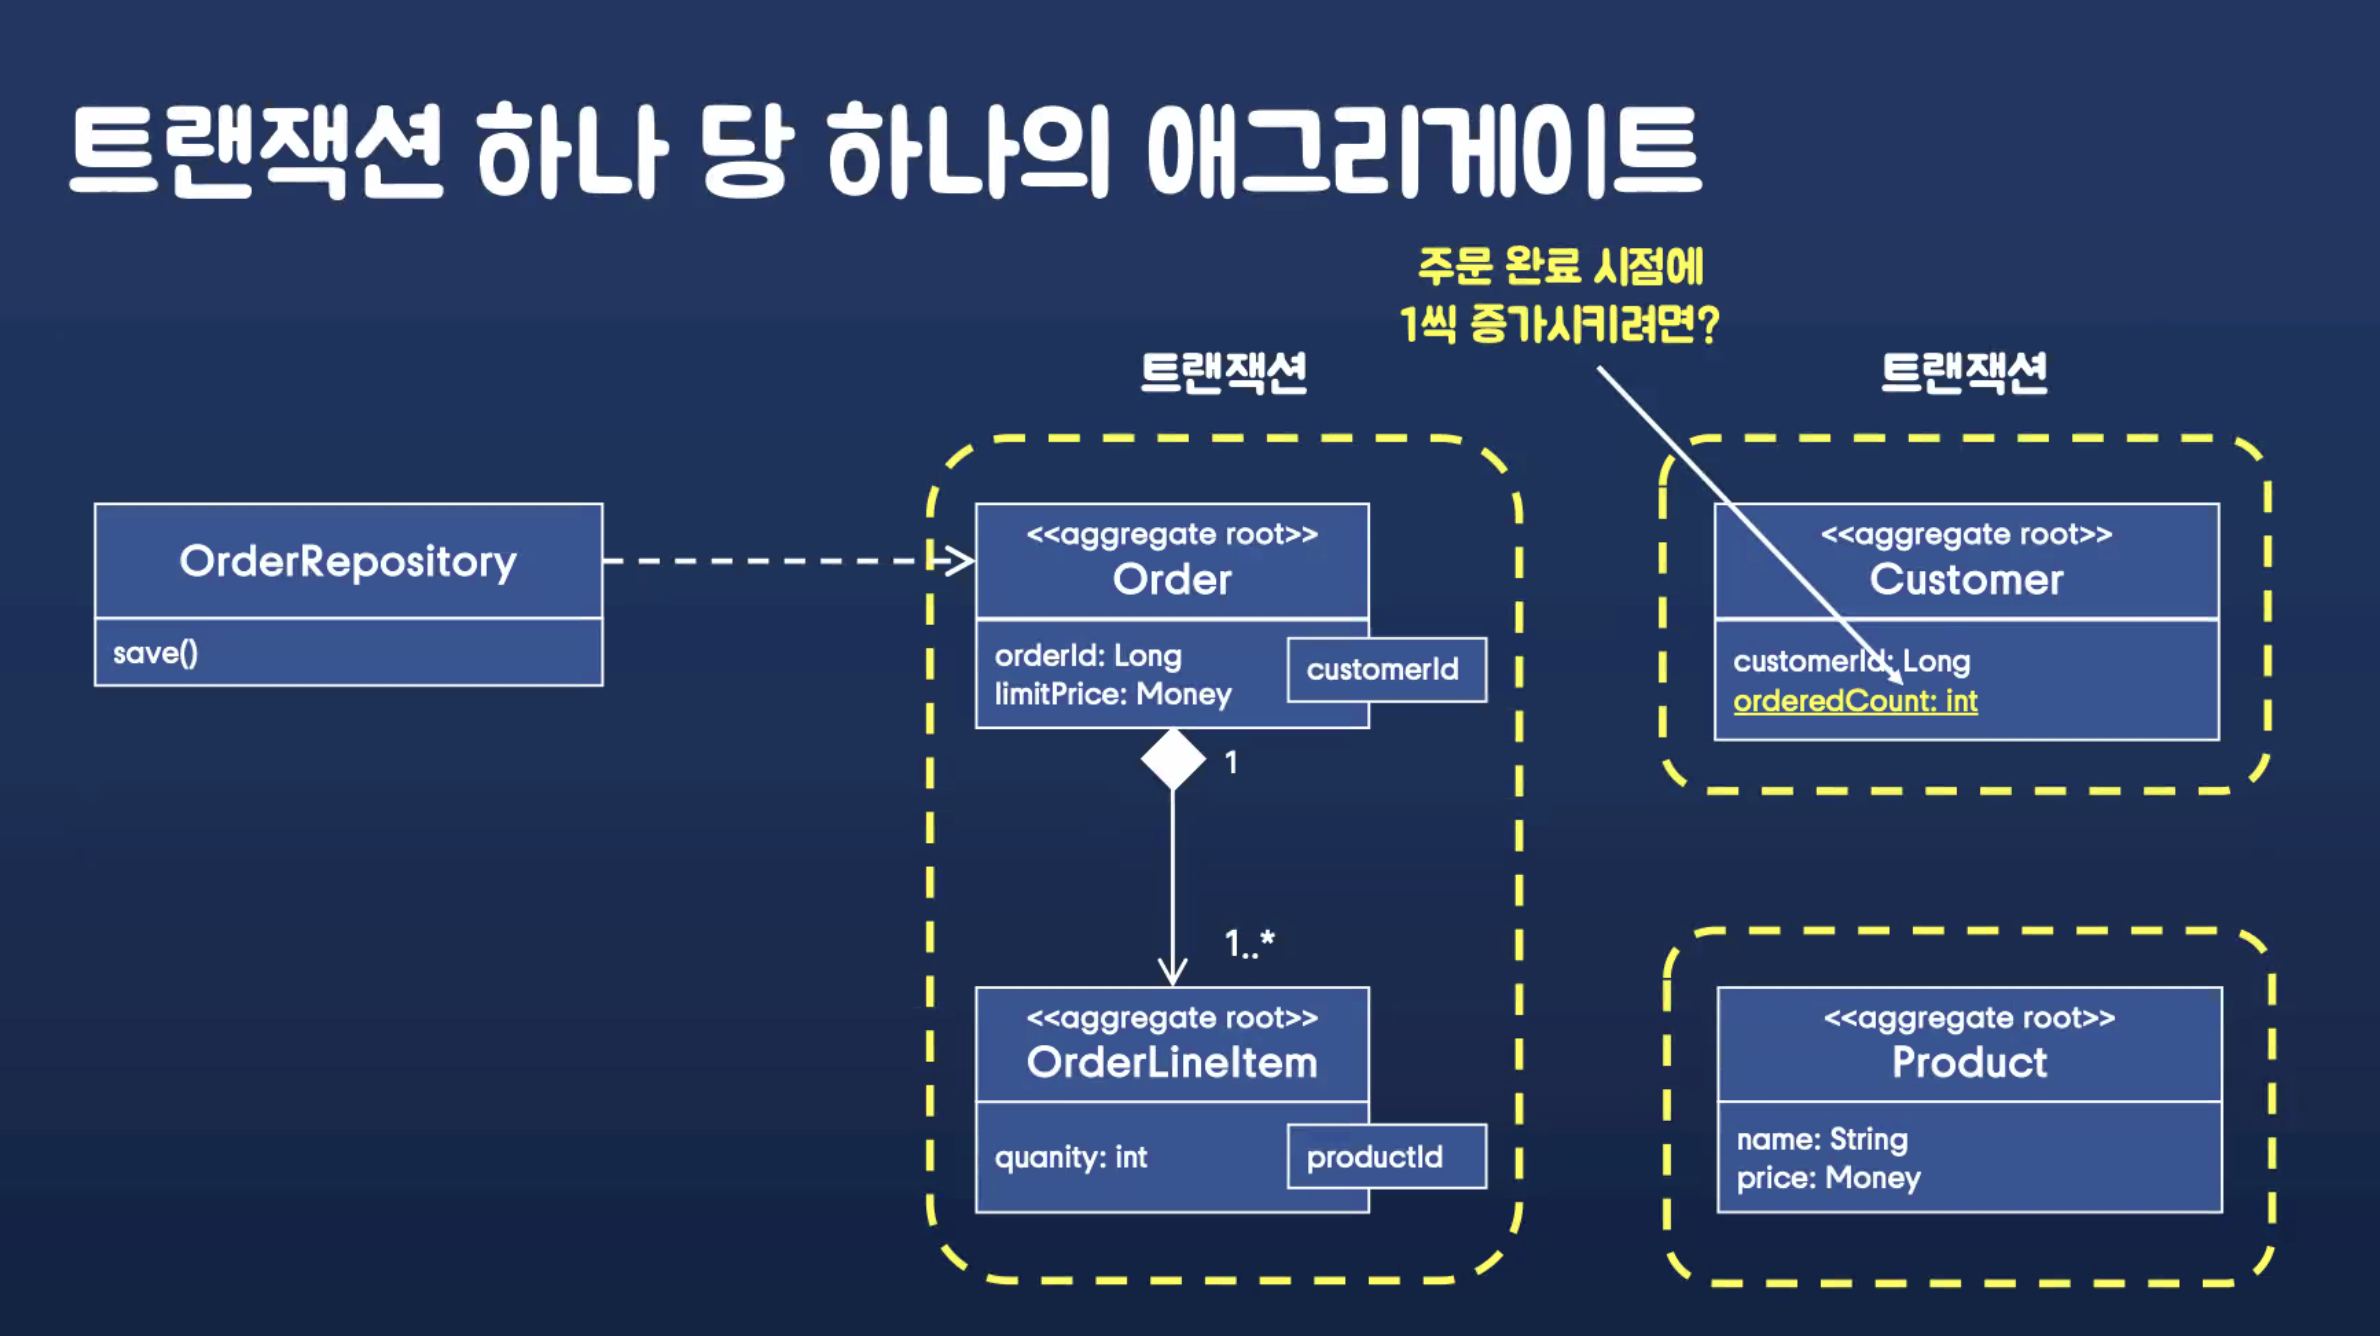 트랜잭션 하나 당 하나의 애그리게이트
주문 완료 시점에
1씩 증가시키려면?
트랜잭션
트랜잭션
OrderRepository
save()
<<aggregate root>>
Order
orderId: Long
limitPrice: Money
customerId
1
1..*
<<aggregate root>>
OrderLineItem
quanity: int
productId
<<aggregate root>>
Customer
customerId: Long
orderedCount: int
<<aggregate root>>
Product
name: String
price: Money